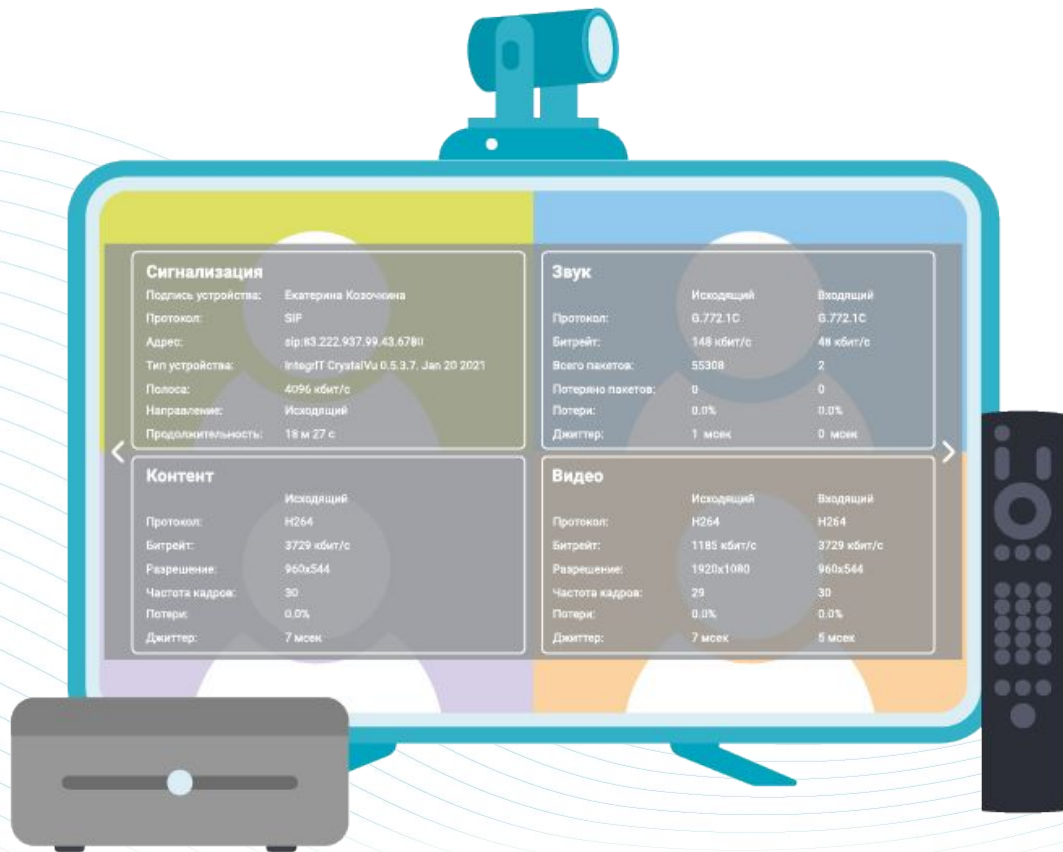 Сигнализация
Подпись устройства: Екатерина Козочкина
Протокол: SIP
Адрес: sip:83.222.937.99.43.6780
Тип устройства: IntegrIT CrystalVu 0.5.3.7. Jan 20 2021
Полоса: 4096 кбит/с
Направление: Исходящий
Продолжительность: 18 м 27 с
Звук
Исходящий Входящий
Протокол: G.772.1C G.772.1C
Битрейт: 148 кбит/с 48 кбит/с
Всего пакетов: 55308 2
Потеряно пакетов: 0 0
Потери: 0.0% 0.0%
Джиттер: 1 мсек 0 мсек
Контент
Исходящий
Протокол: H264
Битрейт: 3729 кбит/с
Разрешение: 960x544
Частота кадров: 30
Потери: 0.0%
Джиттер: 7 мсек
Видео
Исходящий Входящий
Протокол: H264 H264
Битрейт: 1185 кбит/с 3729 кбит/с
Разрешение: 1920x1080 960x544
Частота кадров: 29 30
Потери: 0.0% 0.0%
Джиттер: 7 мсек 5 мсек